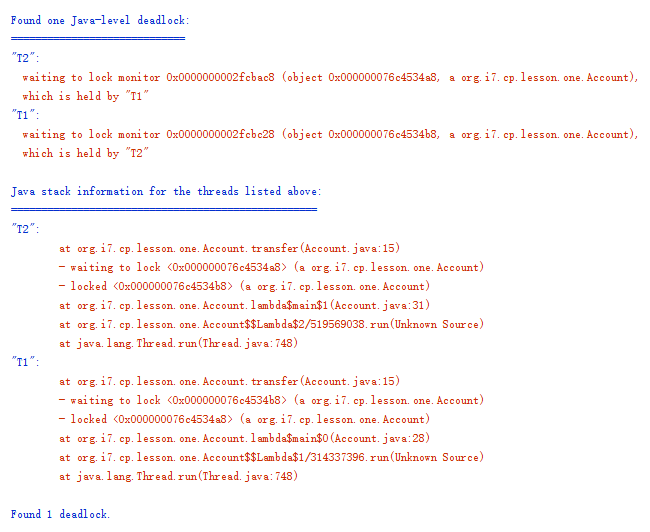 Found one Java-level deadlock:
=============================
"T2":
  waiting to lock monitor 0x0000000002fcbac8 (object 0x000000076c4534a8, a org.i7.cp.lesson.one.Account),
  which is held by "T1"
"T1":
  waiting to lock monitor 0x0000000002fcbc28 (object 0x000000076c4534b8, a org.i7.cp.lesson.one.Account),
  which is held by "T2"

Java stack information for the threads listed above:
===================================================
"T2":
        at org.i7.cp.lesson.one.Account.transfer(Account.java:15)
        - waiting to lock <0x000000076c4534a8> (a org.i7.cp.lesson.one.Account)
        - locked <0x000000076c4534b8> (a org.i7.cp.lesson.one.Account)
        at org.i7.cp.lesson.one.Account.lambda$main$1(Account.java:31)
        at org.i7.cp.lesson.one.Account$$Lambda$2/519569038.run(Unknown Source)
        at java.lang.Thread.run(Thread.java:748)
"T1":
        at org.i7.cp.lesson.one.Account.transfer(Account.java:15)
        - waiting to lock <0x000000076c4534b8> (a org.i7.cp.lesson.one.Account)
        - locked <0x000000076c4534a8> (a org.i7.cp.lesson.one.Account)
        at org.i7.cp.lesson.one.Account.lambda$main$0(Account.java:28)
        at org.i7.cp.lesson.one.Account$$Lambda$1/314337396.run(Unknown Source)
        at java.lang.Thread.run(Thread.java:748)

Found 1 deadlock.